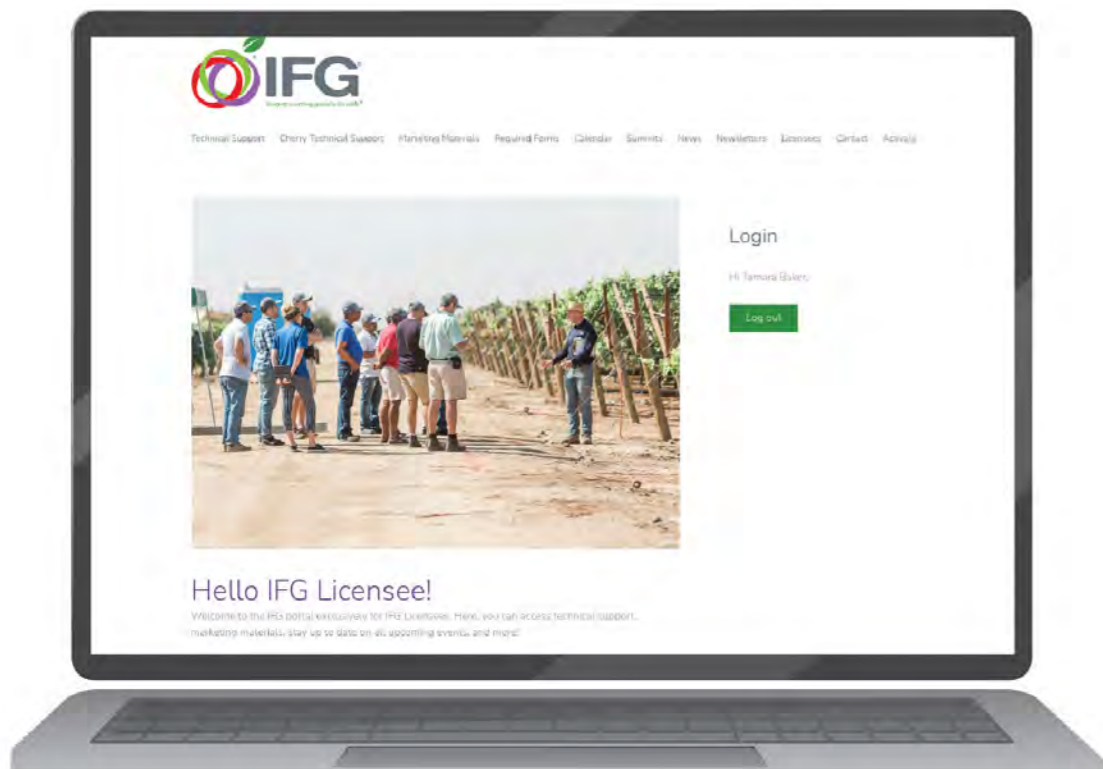 IFG
Technical Support Cherry Technical Support Marketing Materials Required Forms Calendar Summits News Newsletters Licensees Contact
Login
Hi Tamara
Log out
Hello IFG Licensee!
Welcome to the IFG portal exclusively for IFG Licensees. Here, you can access technical support,
marketing materials, stay up to date on all upcoming events, and more!